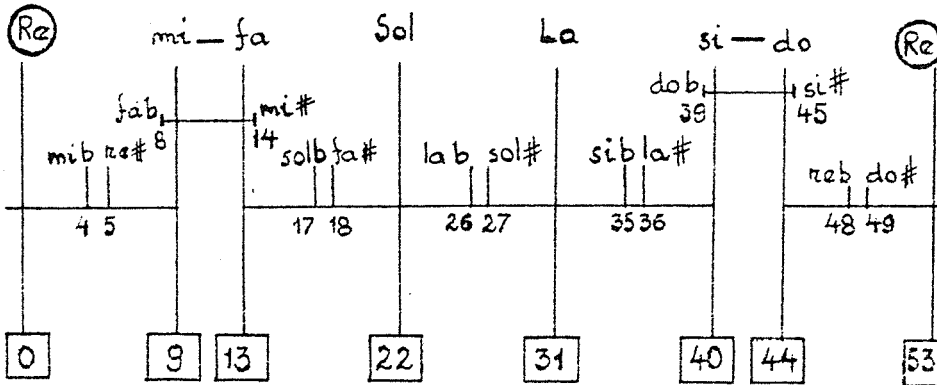 Re mi — fa Sol La si — do Re
fab mi# dob si#
8 14 39 45
mib re# solb fa# lab sol# sib la# reb do#
4 5 17 18 26 27 35 36 48 49
0 9 13 22 31 40 44 53